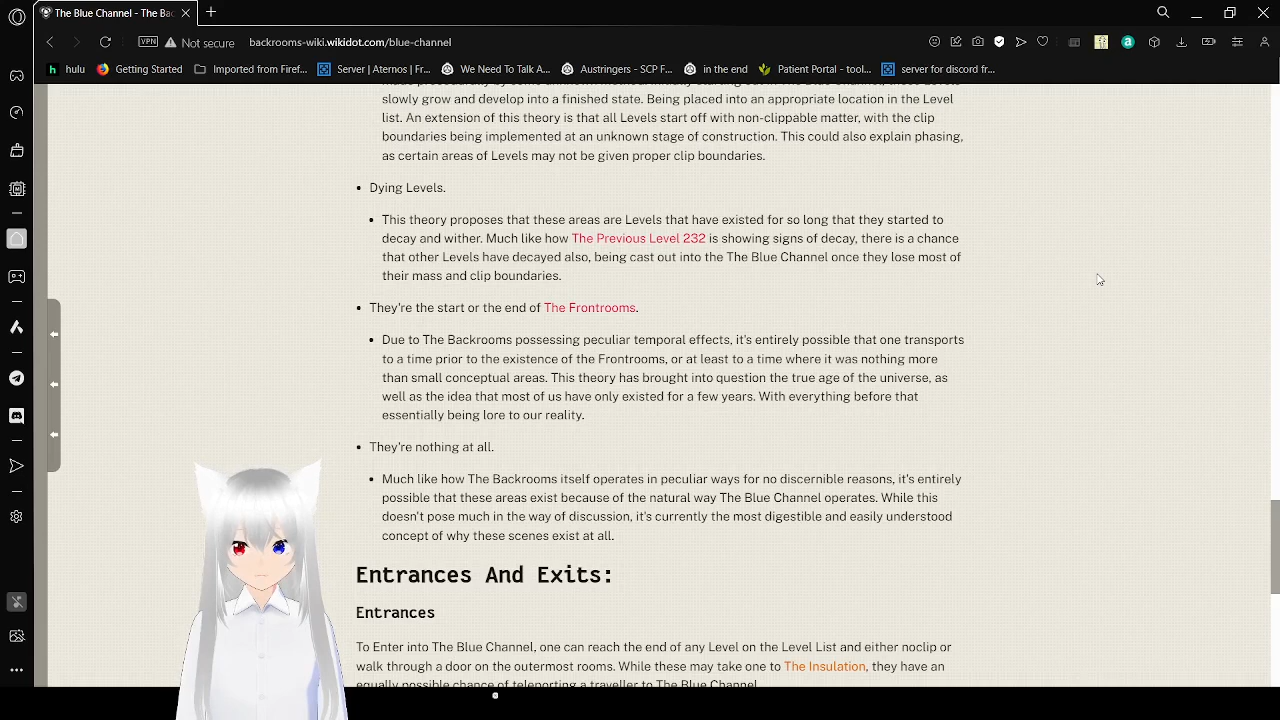 The Blue Channel - The Bac
VPN
Not secure
backrooms-wiki.wikidot.com/blue-channel
hulu
Getting Started
Imported from Firef...
Server | Aternos | Fr...
We Need To Talk A...
Austringers - SCP F...
in the end
Patient Portal - tool...
server for discord fr...
slowly grow and develop into a finished state. Being placed into an appropriate location in the Level
list. An extension of this theory is that all Levels start off with non-clippable matter, with the clip
boundaries being implemented at an unknown stage of construction. This could also explain phasing,
as certain areas of Levels may not be given proper clip boundaries.
• Dying Levels.
• This theory proposes that these areas are Levels that have existed for so long that they started to
decay and wither. Much like how The Previous Level 232 is showing signs of decay, there is a chance
that other Levels have decayed also, being cast out into the The Blue Channel once they lose most of
their mass and clip boundaries.
• They're the start or the end of The Frontrooms.
• Due to The Backrooms possessing peculiar temporal effects, it's entirely possible that one transports
to a time prior to the existence of the Frontrooms, or at least to a time where it was nothing more
than small conceptual areas. This theory has brought into question the true age of the universe, as
well as the idea that most of us have only existed for a few years. With everything before that
essentially being lore to our reality.
• They're nothing at all.
• Much like how The Backrooms itself operates in peculiar ways for no discernible reasons, it's entirely
possible that these areas exist because of the natural way The Blue Channel operates. While this
doesn't pose much in the way of discussion, it's currently the most digestible and easily understood
concept of why these scenes exist at all.
Entrances And Exits:
Entrances
To Enter into The Blue Channel, one can reach the end of any Level on the Level List and either noclip or
walk through a door on the outermost rooms. While these may take one to The Insulation, they have an
equally possible chance of teleporting a traveller to The Blue Channel.